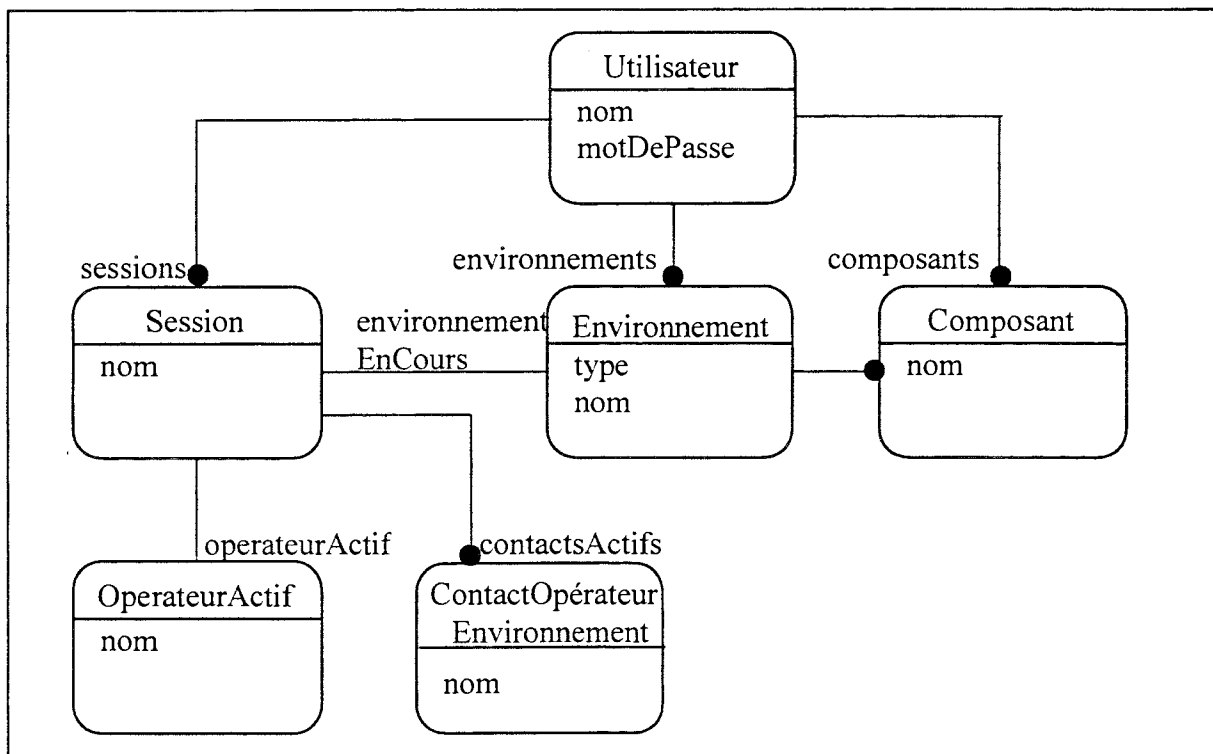 Utilisateur
nom
motDePasse
sessions
environnements
composants
Session
nom
environnement
EnCours
Environnement
type
nom
Composant
nom
operateurActif
contactsActifs
OperateurActif
nom
ContactOpérateur
Environnement
nom